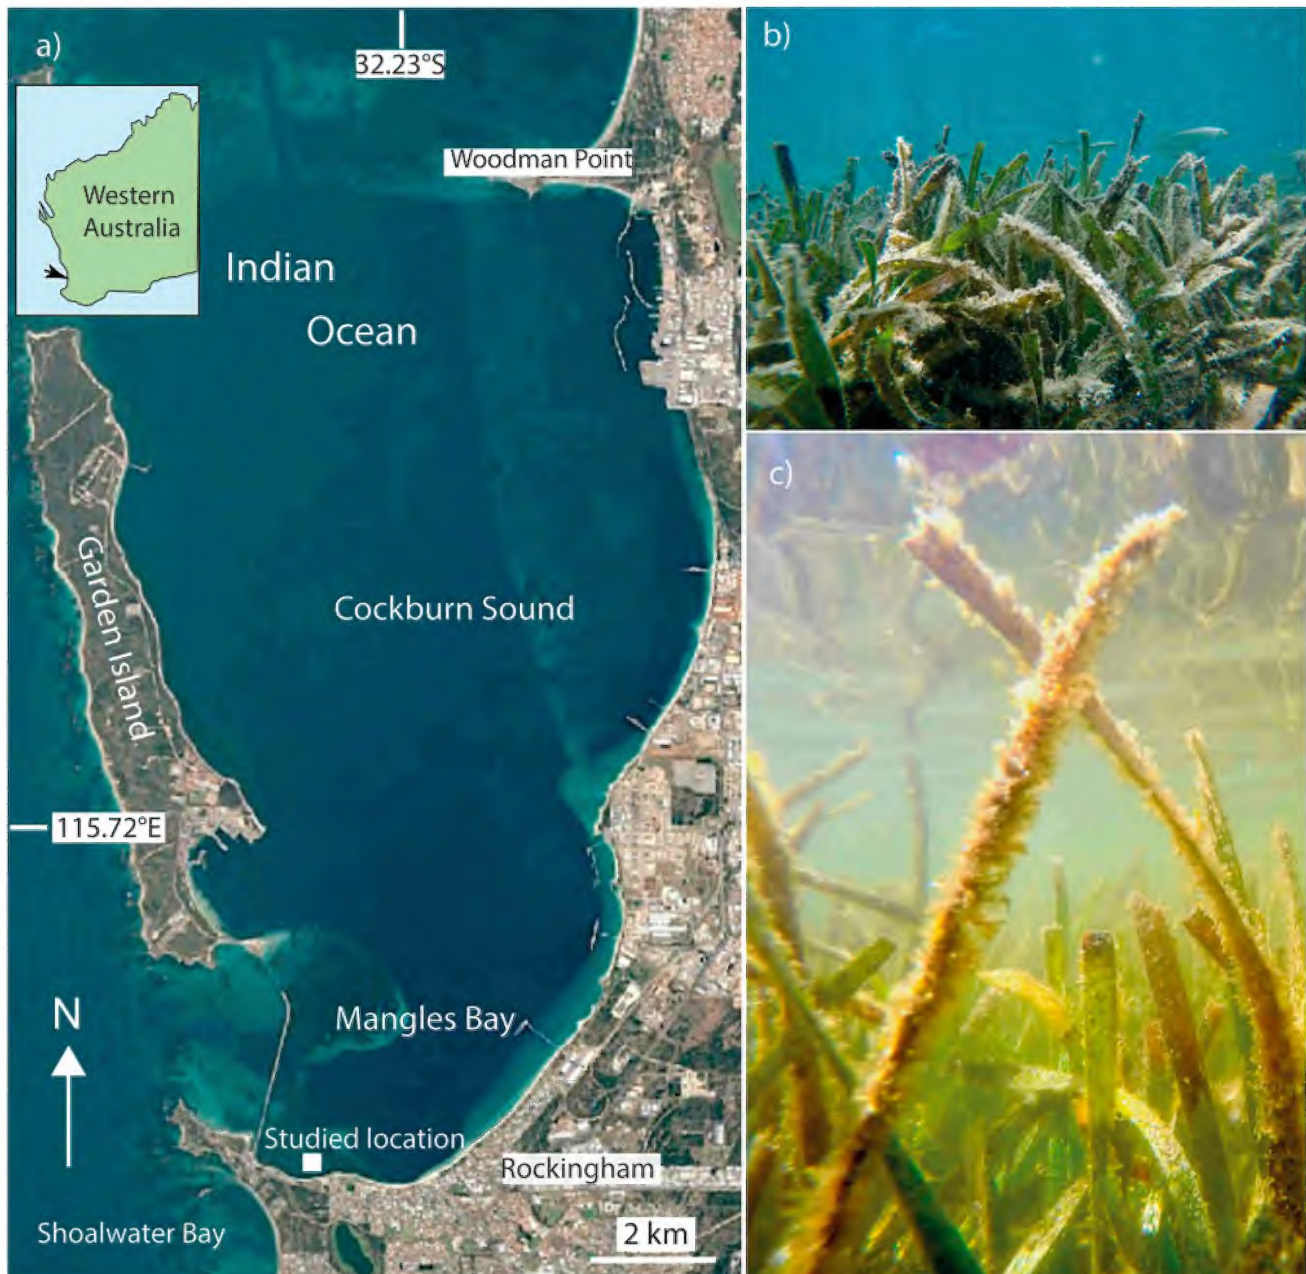 a)
32.23°S
Woodman Point
Western
Australia
Indian
Ocean
Garden Island
Cockburn Sound
115.72°E
Mangles Bay
N
Studied location
Rockingham
Shoalwater Bay
2 km
b)
c)